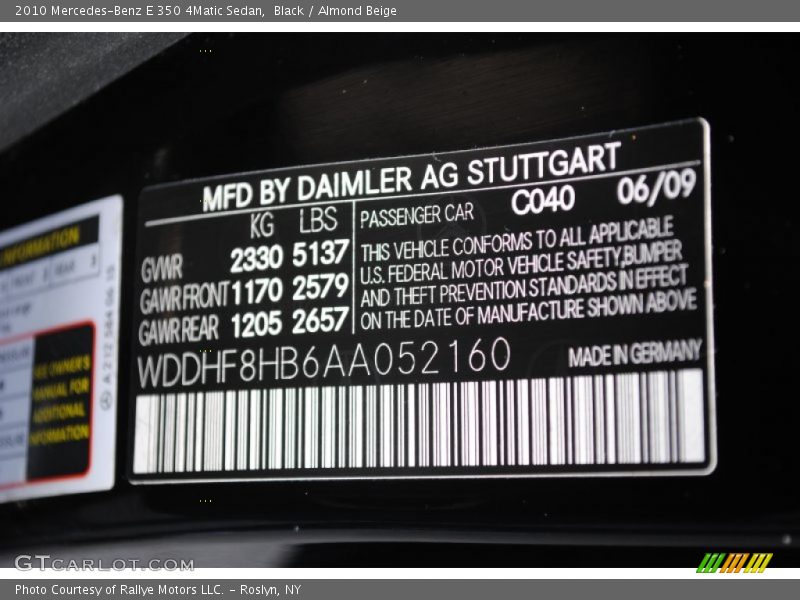 2010 Mercedes-Benz E 350 4Matic Sedan, Black / Almond Beige
MFD BY DAIMLER AG STUTTGART
KG LBS
GVWR 2330 5137
GAWR FRONT 1170 2579
GAWR REAR 1205 2657
PASSENGER CAR C040 06/09
THIS VEHICLE CONFORMS TO ALL APPLICABLE
U.S. FEDERAL MOTOR VEHICLE SAFETY, BUMPER
AND THEFT PREVENTION STANDARDS IN EFFECT
ON THE DATE OF MANUFACTURE SHOWN ABOVE
WDDHF8HB6AA052160
MADE IN GERMANY
INFORMATION
REAR
SEE OWNER'S
MANUAL FOR
ADDITIONAL
INFORMATION
A 212 584
GTCARLOT.COM
Photo Courtesy of Rallye Motors LLC. - Roslyn, NY